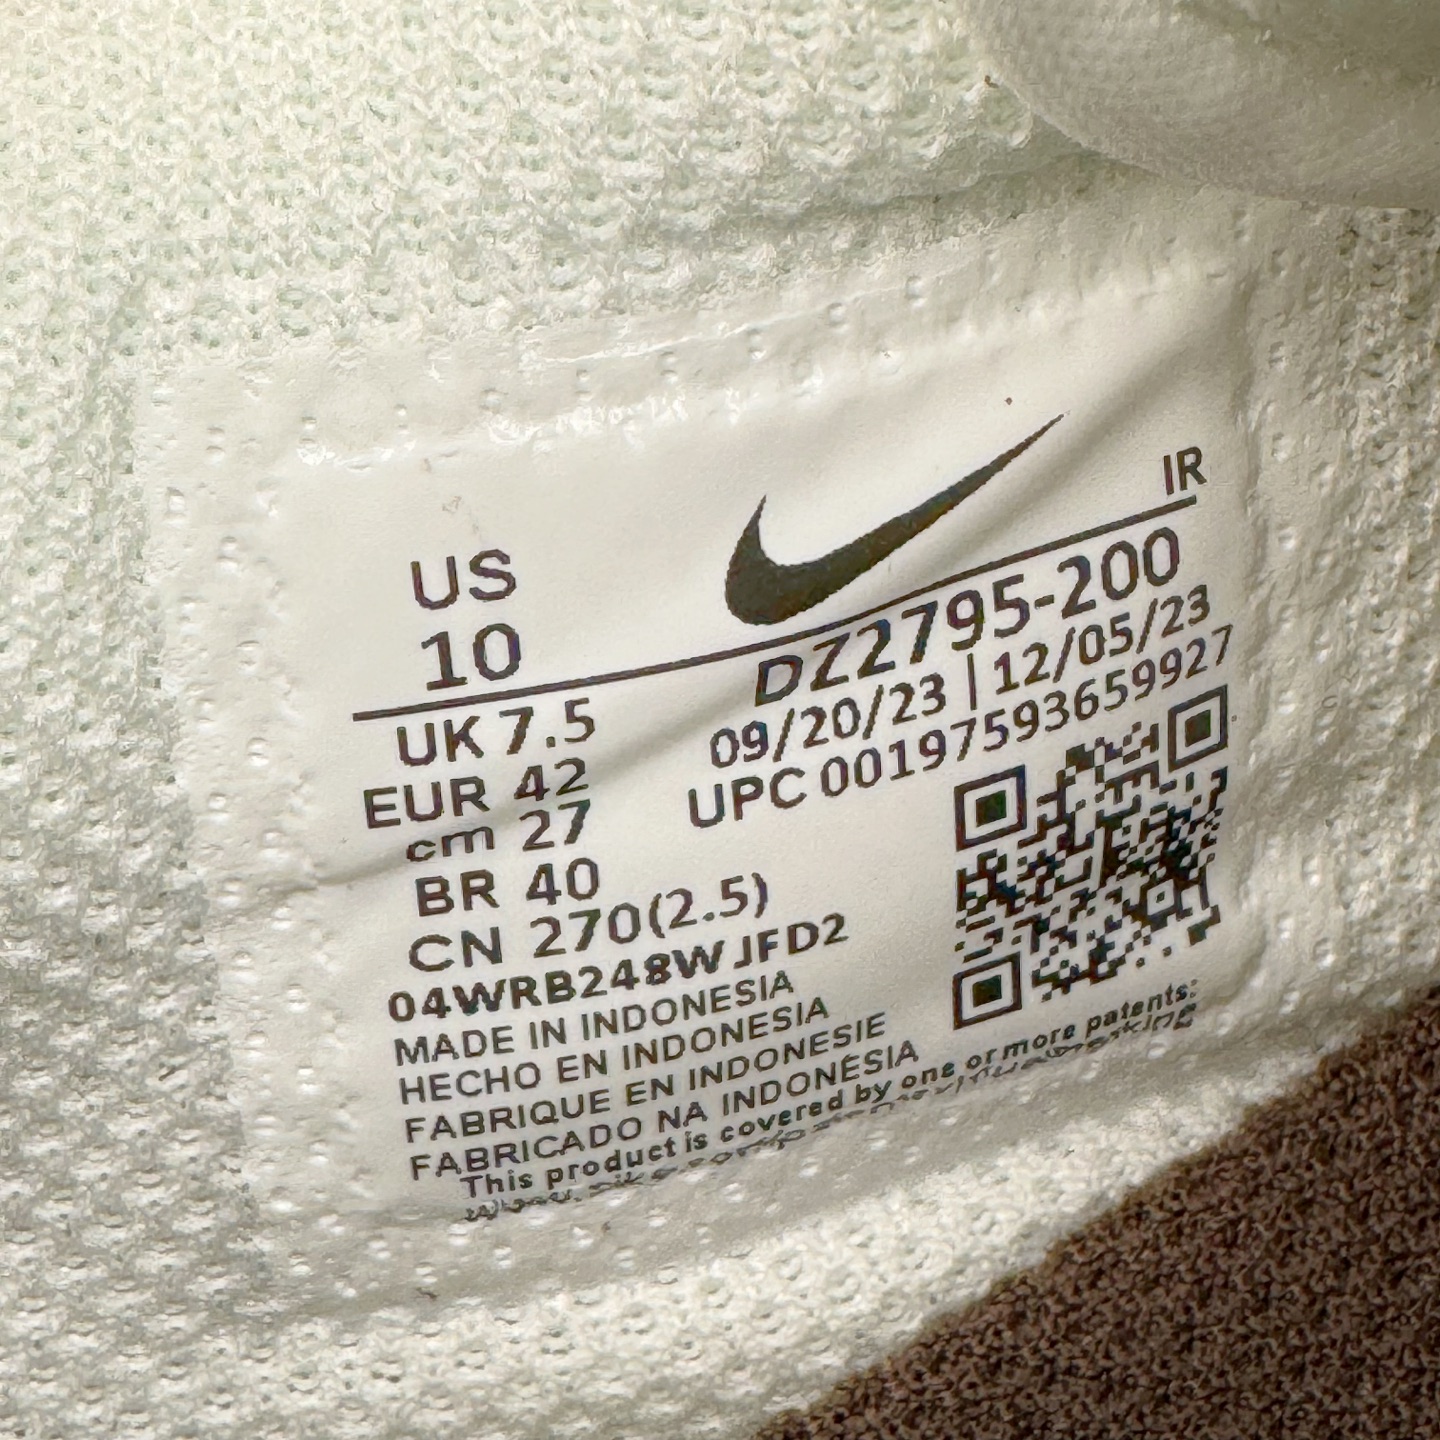 US
10
IR
UK 7.5
EUR 42
cm 27
BR 40
CN 270(2.5)
DZ2795-200
09/20/23 | 12/05/23
UPC 00197593659927
04WRB248WJFD2
MADE IN INDONESIA
HECHO EN INDONESIA
FABRIQUE EN INDONESIE
FABRICADO NA INDONÉSIA
This product is covered by one or more patents: